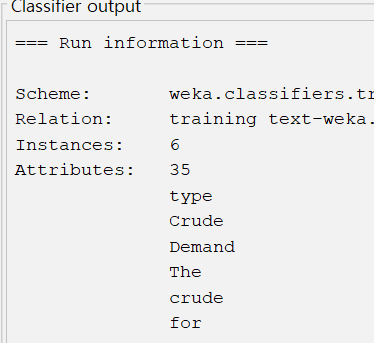 Classifier output
=== Run information ===
Scheme: weka.classifiers.tr
Relation: training text-weka.
Instances: 6
Attributes: 35
type
Crude
Demand
The
crude
for